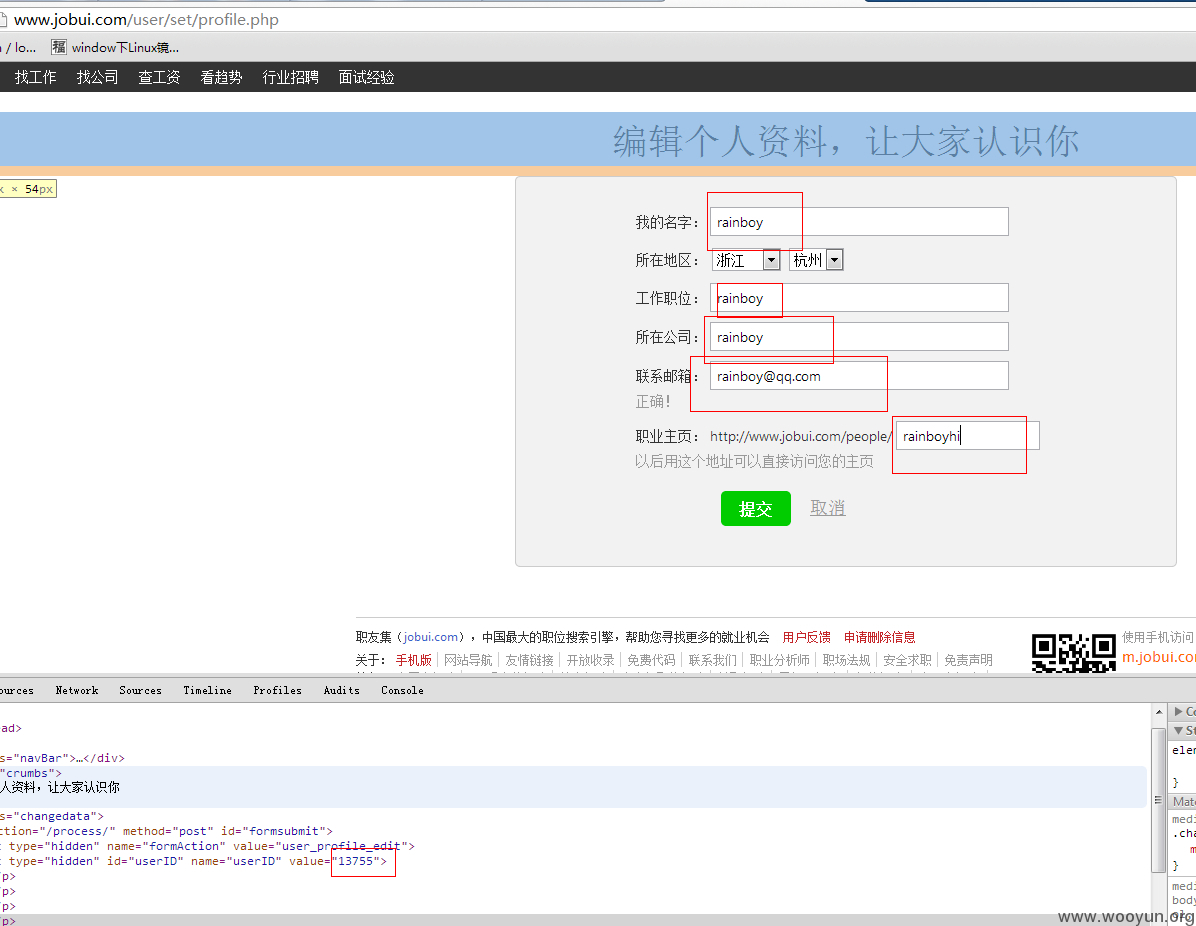 www.jobui.com/user/set/profile.php
/ lo... 福 window下Linux镜...
找工作 找公司 查工资 看趋势 行业招聘 面试经验
编辑个人资料，让大家认识你
x × 54px
我的名字： rainboy
所在地区： 浙江 杭州
工作职位： rainboy
所在公司： rainboy
联系邮箱： rainboy@qq.com
正确！
职业主页： http://www.jobui.com/people/ rainboyhi
以后用这个地址可以直接访问您的主页
提交 取消
职友集（jobui.com），中国最大的职位搜索引擎，帮助您寻找更多的就业机会 用户反馈 申请删除信息
关于： 手机版 网站导航 友情链接 开放收录 免费代码 联系我们 职业分析师 职场法规 安全求职 免责声明
使用手机访问
m.jobui.co
ources Network Sources Timeline Profiles Audits Console
ad>
s="navBar">…</div>
"crumbs">
人资料，让大家认识你
s="changedata">
ction="/process/" method="post" id="formsubmit">
t type="hidden" name="formAction" value="user_profile_edit">
t type="hidden" id="userID" name="userID" value="13755">
/p>
/p>
/p>
/p>
Co
St
elem
}
Mat
medi
.cha
m
}
medi
body
www.wooyun.org